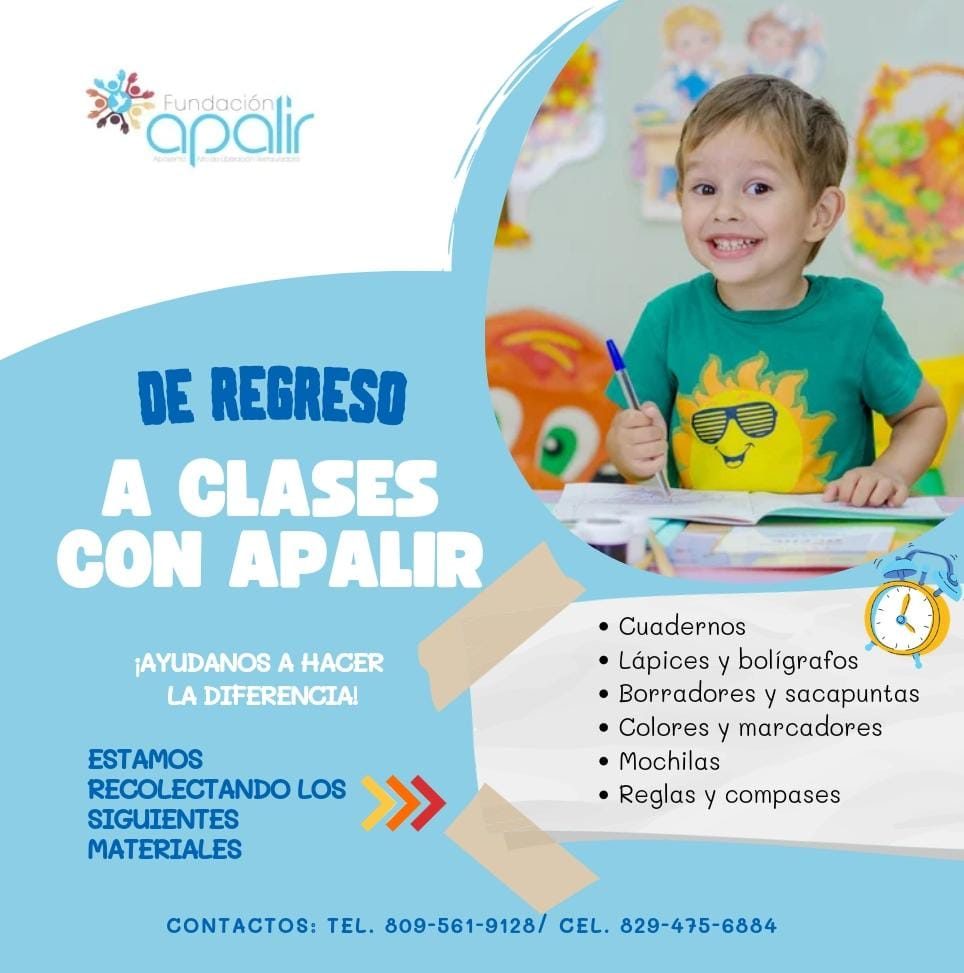 Fundación
apalir
DE REGRESO
A CLASES
CON APALIR
¡AYUDANOS A HACER
LA DIFERENCIA!
ESTAMOS
RECOLECTANDO LOS
SIGUIENTES
MATERIALES
• Cuadernos
• Lápices y bolígrafos
• Borradores y sacapuntas
• Colores y marcadores
• Mochilas
• Reglas y compases
CONTACTOS: TEL. 809-561-9128/ CEL. 829-475-6884